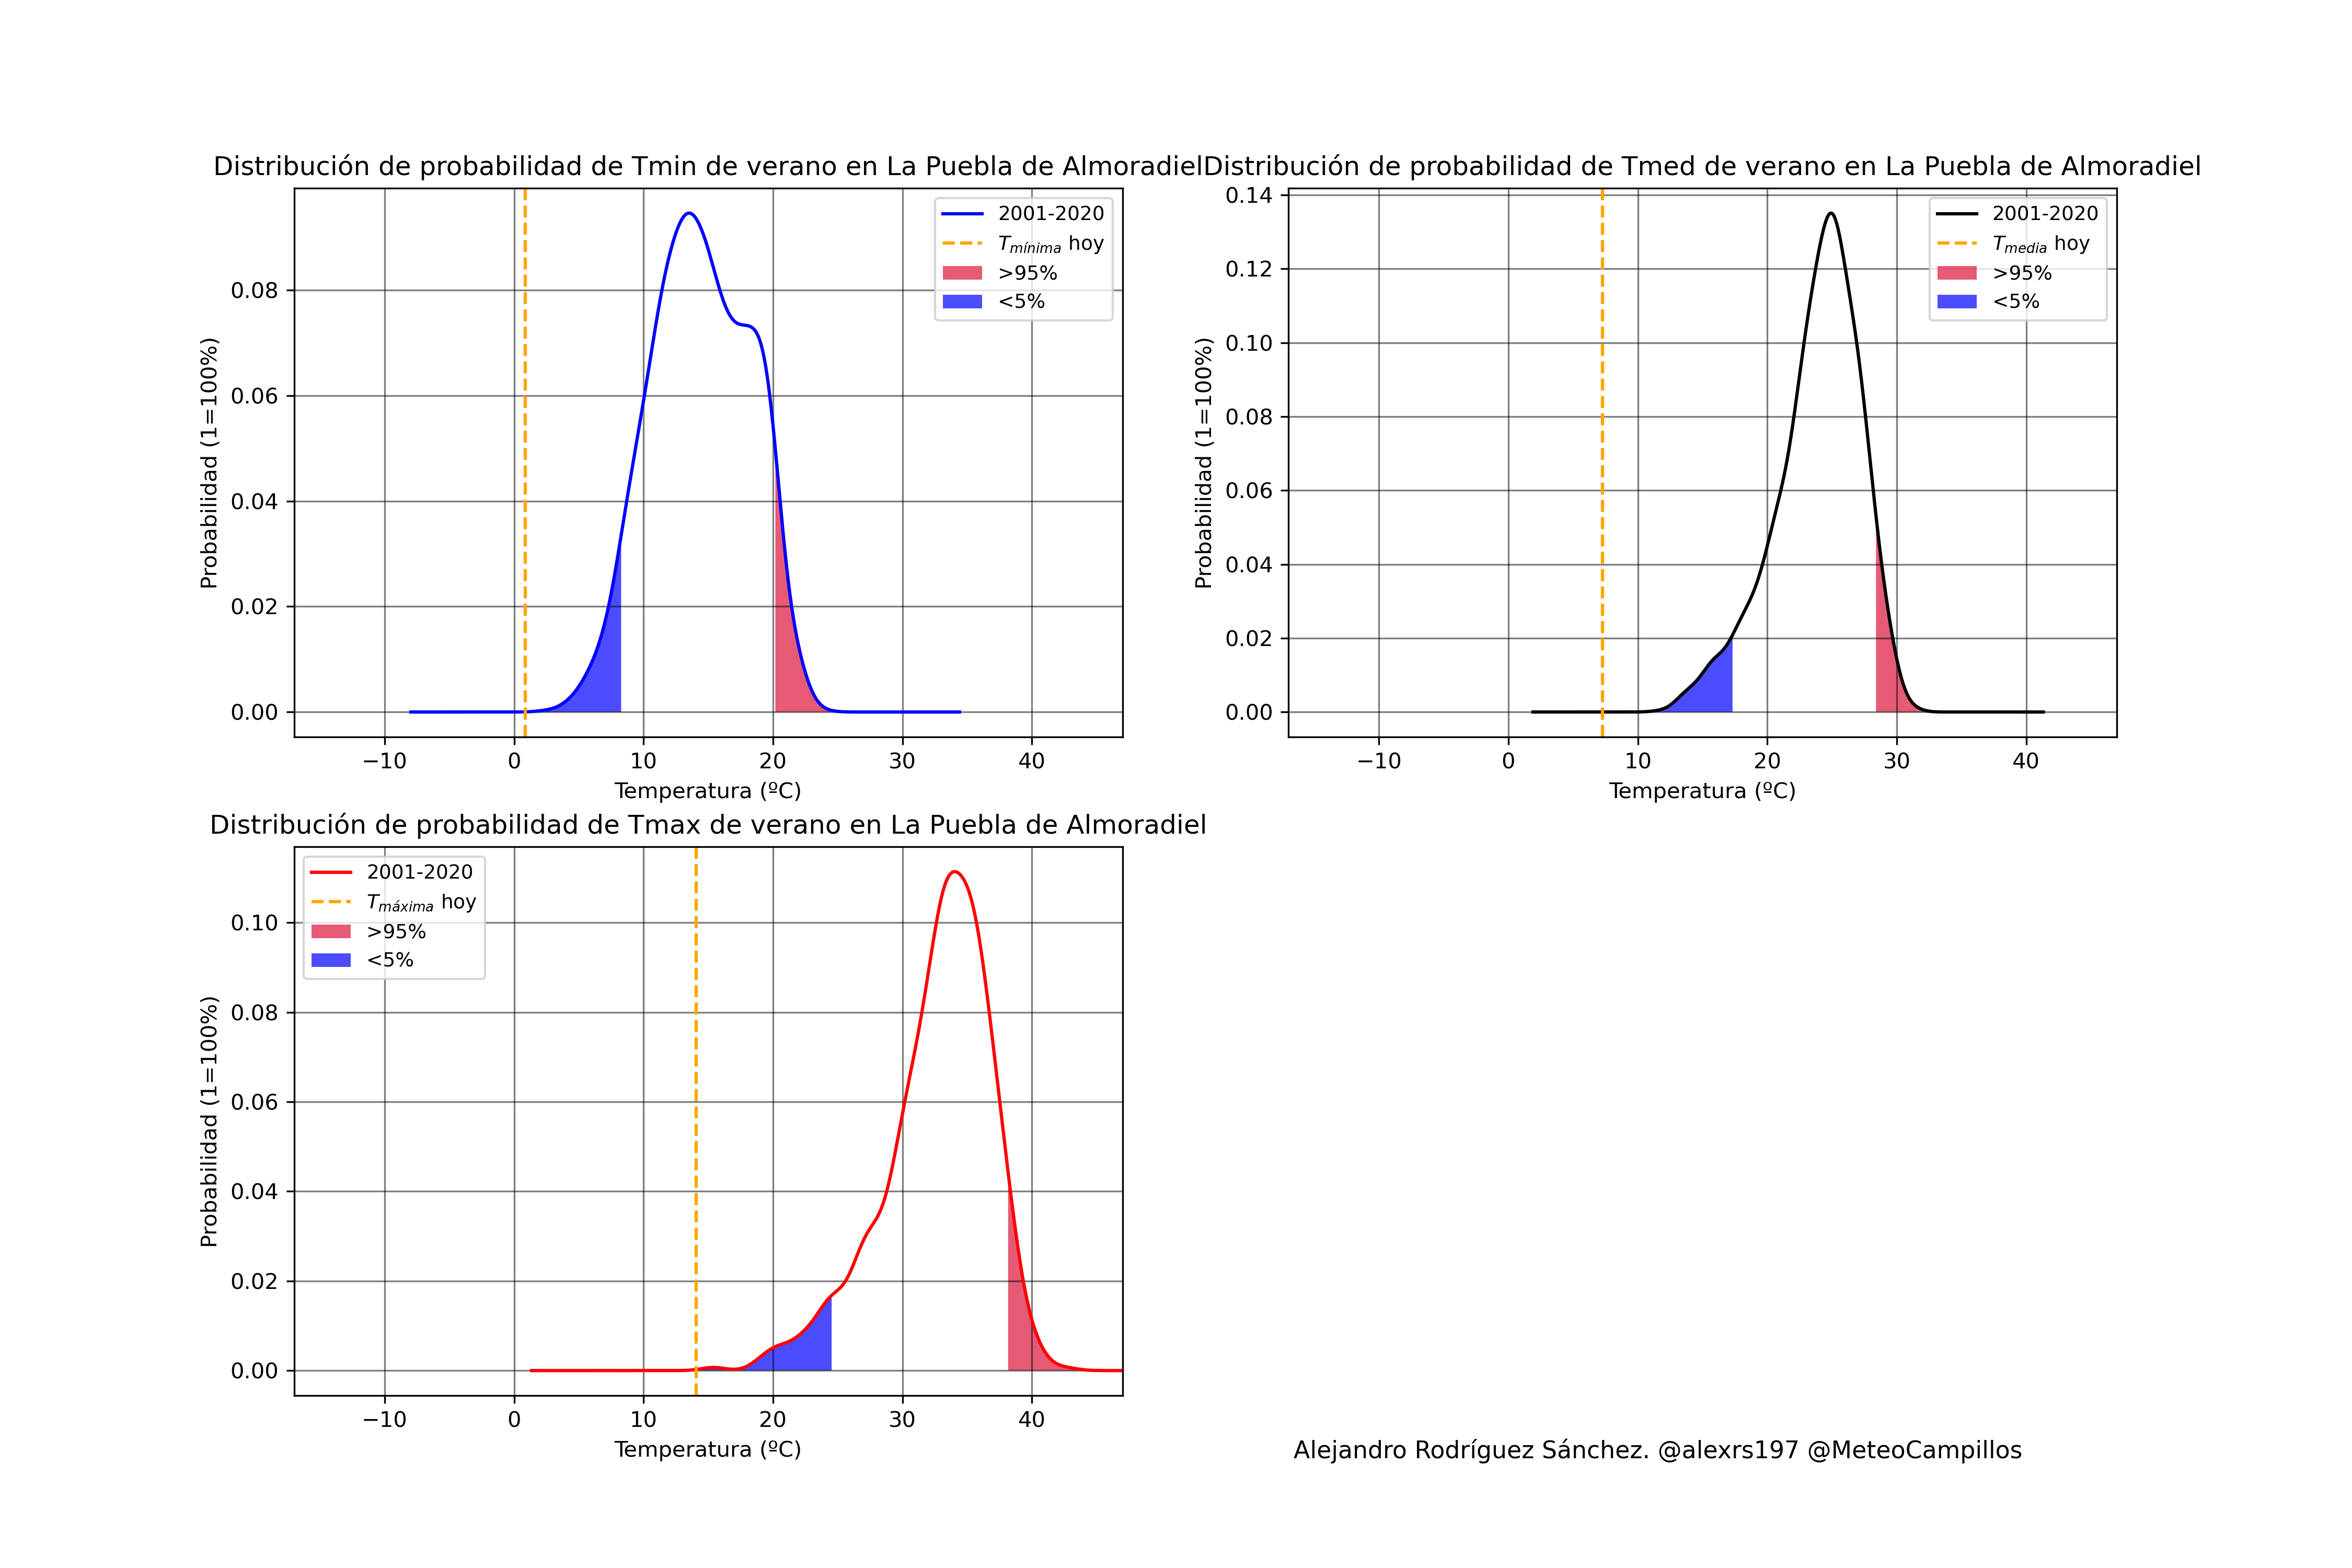 Distribución de probabilidad de Tmin de verano en La Puebla de Almoradiel
Probabilidad (1=100%)
0.08
0.06
0.04
0.02
0.00
2001-2020
Tmínima hoy
>95%
<5%
−10 0 10 20 30 40
Temperatura (ºC)
Distribución de probabilidad de Tmed de verano en La Puebla de Almoradiel
Probabilidad (1=100%)
0.14
0.12
0.10
0.08
0.06
0.04
0.02
0.00
2001-2020
Tmedia hoy
>95%
<5%
−10 0 10 20 30 40
Temperatura (ºC)
Distribución de probabilidad de Tmax de verano en La Puebla de Almoradiel
Probabilidad (1=100%)
0.10
0.08
0.06
0.04
0.02
0.00
2001-2020
Tmáxima hoy
>95%
<5%
−10 0 10 20 30 40
Temperatura (ºC)
Alejandro Rodríguez Sánchez. @alexrs197 @MeteoCampillos